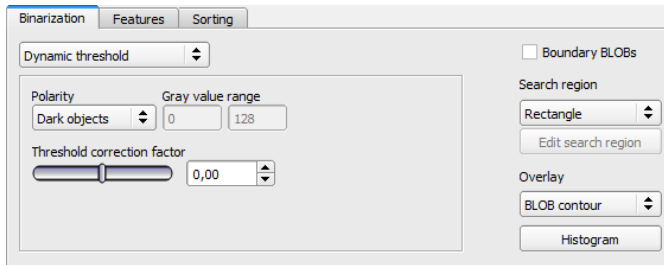 Binarization Features Sorting
Dynamic threshold
Polarity Gray value range
Dark objects 0 128
Threshold correction factor
0,00
Boundary BLOBs
Search region
Rectangle
Edit search region
Overlay
BLOB contour
Histogram